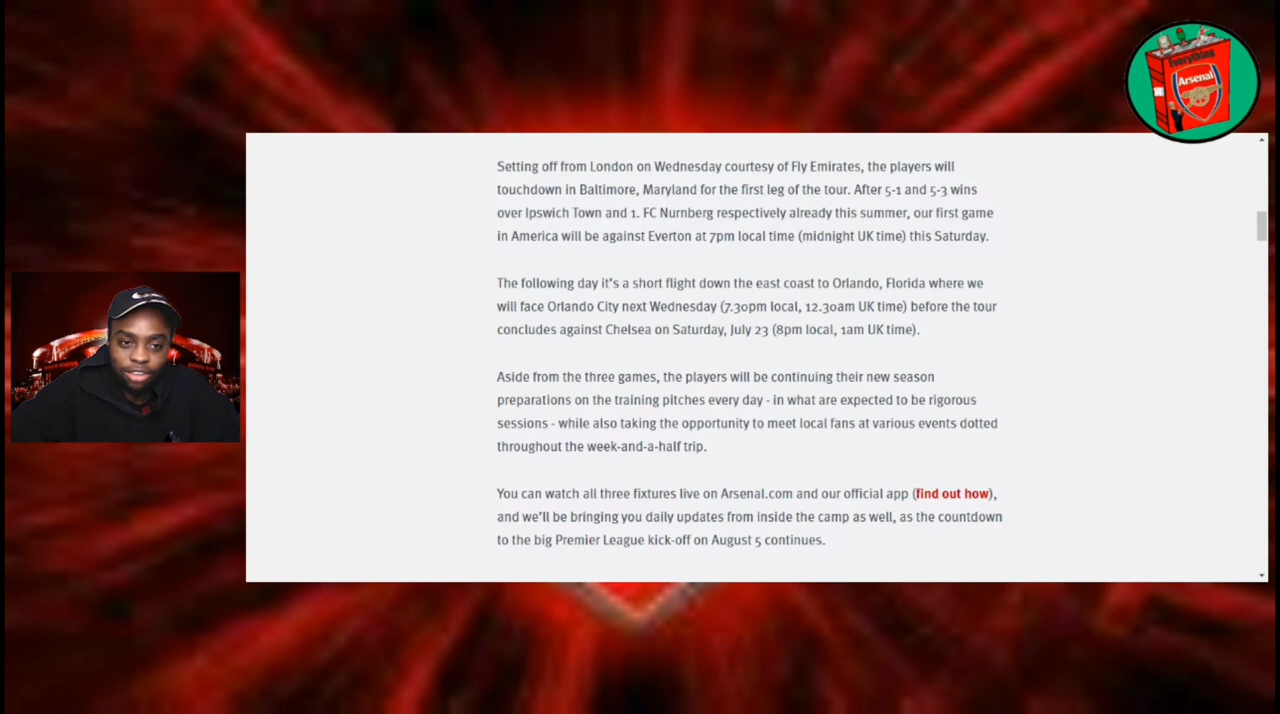 Everything
Arsenal
Setting off from London on Wednesday courtesy of Fly Emirates, the players will
touchdown in Baltimore, Maryland for the first leg of the tour. After 5-1 and 5-3 wins
over Ipswich Town and 1. FC Nurnberg respectively already this summer, our first game
in America will be against Everton at 7pm local time (midnight UK time) this Saturday.
The following day it's a short flight down the east coast to Orlando, Florida where we
will face Orlando City next Wednesday (7.30pm local, 12.30am UK time) before the tour
concludes against Chelsea on Saturday, July 23 (8pm local, 1am UK time).
Aside from the three games, the players will be continuing their new season
preparations on the training pitches every day - in what are expected to be rigorous
sessions - while also taking the opportunity to meet local fans at various events dotted
throughout the week-and-a-half trip.
You can watch all three fixtures live on Arsenal.com and our official app (find out how),
and we'll be bringing you daily updates from inside the camp as well, as the countdown
to the big Premier League kick-off on August 5 continues.